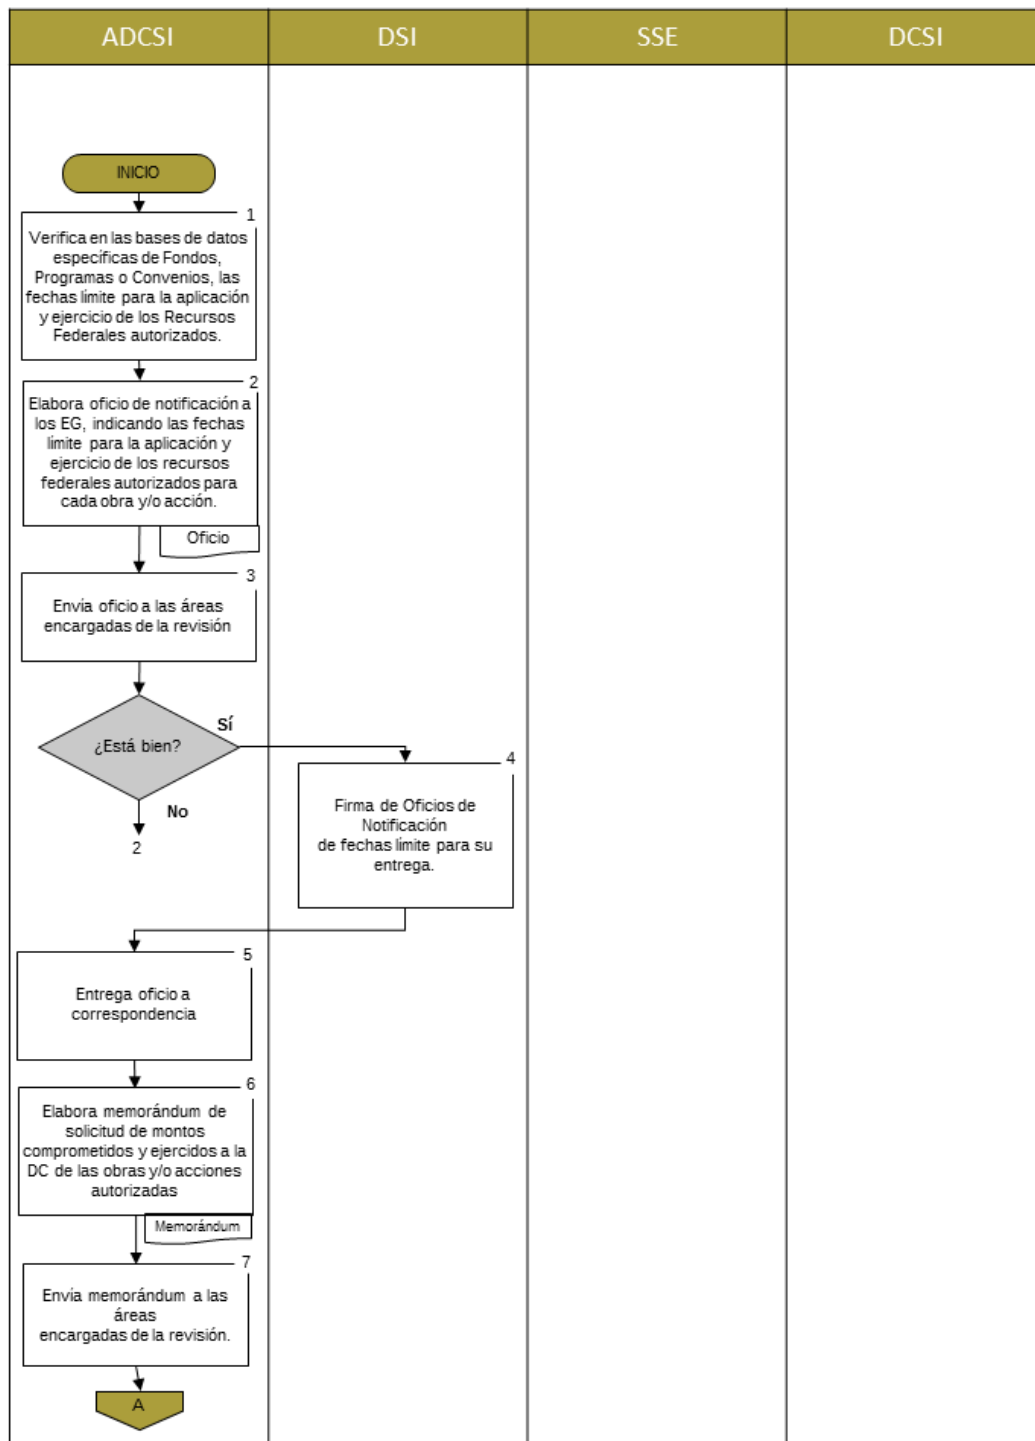 ADCSI
DSI
SSE
DCSI
INICIO
1
Verifica en las bases de datos
especificas de Fondos,
Programas o Convenios, las
fechas límite para la aplicación
y ejercicio de los Recursos
Federales autorizados.
2
Elabora oficio de notificación a
los EG, indicando las fechas
límite para la aplicación y
ejercicio de los recursos
federales autorizados para
cada obra y/o acción.
Oficio
3
Envía oficio a las áreas
encargadas de la revisión
Sí
¿Está bien?
No
2
4
Firma de Oficios de
Notificación
de fechas límite para su
entrega.
5
Entrega oficio a
correspondencia
6
Elabora memorándum de
solicitud de montos
comprometidos y ejercidos a la
DC de las obras y/o acciones
autorizadas
Memorándum
7
Envía memorándum a las
áreas
encargadas de la revisión.
A